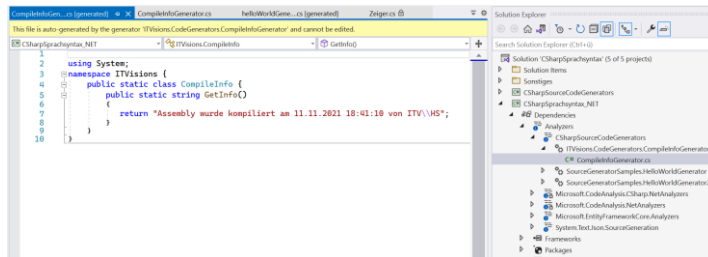 CompileInfoGen...cs [generated]
CompileInfoGenerator.cs
helloWorldGene...cs [generated]
Zeiger.cs
This file is auto-generated by the generator 'ITVisions.CodeGenerators.CompileInfoGenerator' and cannot be edited.
CSharpSprachsyntax_NET
ITVisions.CompileInfo
GetInfo()
1
2 using System;
3 namespace ITVisions {
4 public static class CompileInfo {
5 public static string GetInfo()
6 {
7 return "Assembly wurde kompiliert am 11.11.2021 18:41:10 von ITV\\HS";
8 }
9 }
10 }
Solution Explorer
Search Solution Explorer (Ctrl+ü)
Solution 'CSharpSprachsyntax' (5 of 5 projects)
Solution Items
Sonstiges
CSharpSourceCodeGenerators
CSharpSprachsyntax_NET
Dependencies
Analyzers
CSharpSourceCodeGenerators
ITVisions.CodeGenerators.CompileInfoGenerator
C# CompileInfoGenerator.cs
SourceGeneratorSamples.HelloWorldGenerator
SourceGeneratorSamples.HelloWorldGenerator2
Microsoft.CodeAnalysis.CSharp.NetAnalyzers
Microsoft.CodeAnalysis.NetAnalyzers
Microsoft.EntityFrameworkCore.Analyzers
System.Text.Json.SourceGeneration
Frameworks
Packages